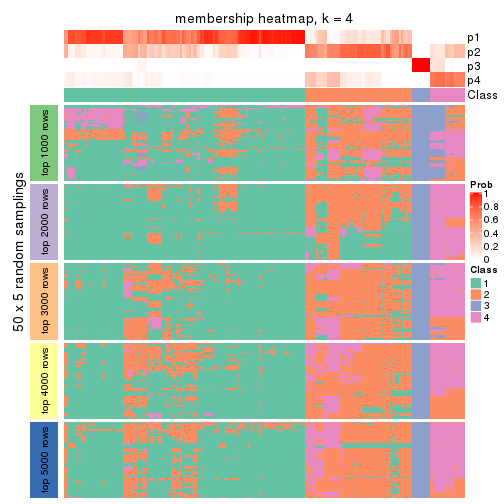 membership heatmap, k = 4
p1
p2
p3
p4
Class
50 x 5 random samplings
top 1000 rows
top 2000 rows
top 3000 rows
top 4000 rows
top 5000 rows
Prob
1
0.8
0.6
0.4
0.2
0
Class
1
2
3
4